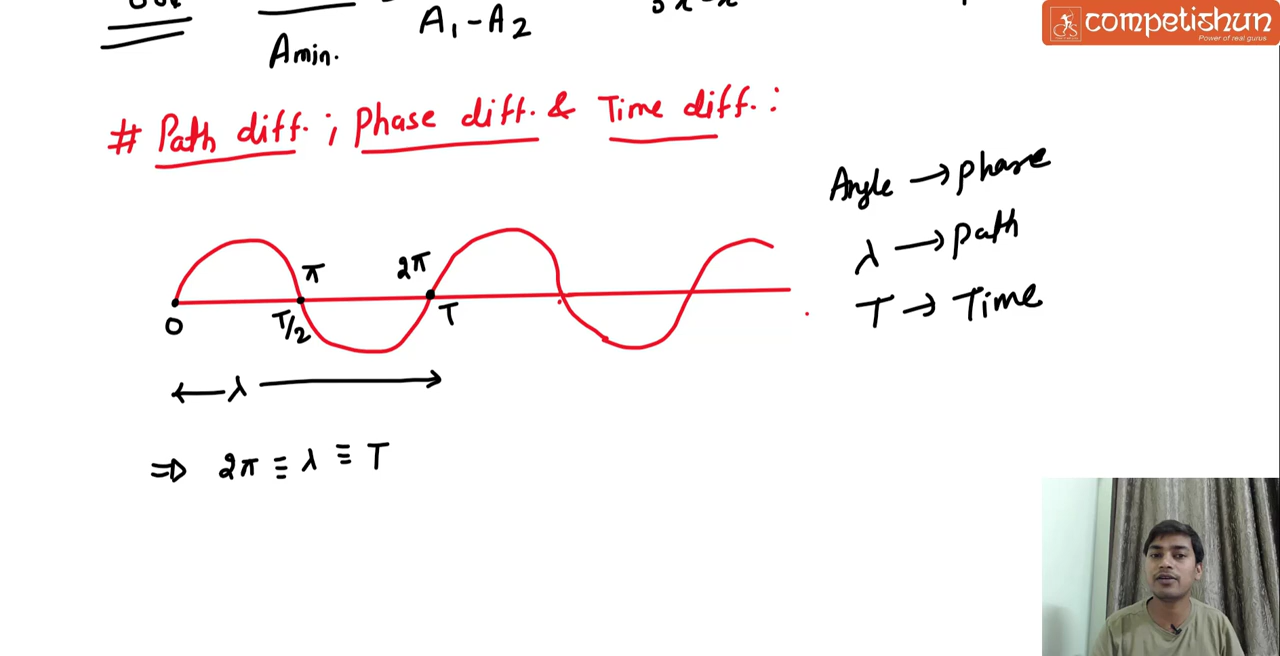 A₁-A₂
Amin.
competishun
Power of real gurus
# Path diff. ; Phase diff. & Time diff. :
Angle → Phase
λ → Path
T → Time
π
2π
0
T/2
T
λ
⇒ 2π ≡ λ ≡ T